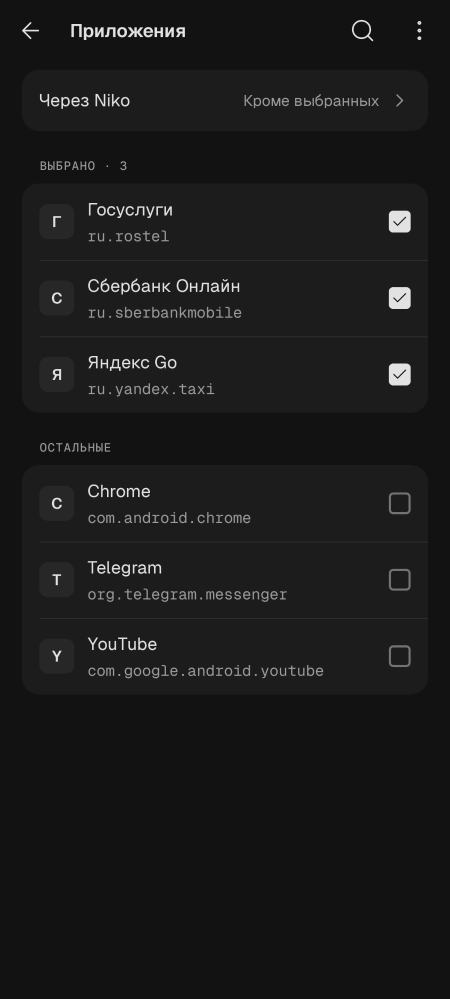 Приложения
Через Niko
Кроме выбранных
ВЫБРАНО · 3
Г
Госуслуги
ru.rostel
С
Сбербанк Онлайн
ru.sberbankmobile
Я
Яндекс Go
ru.yandex.taxi
ОСТАЛЬНЫЕ
C
Chrome
com.android.chrome
T
Telegram
org.telegram.messenger
Y
YouTube
com.google.android.youtube